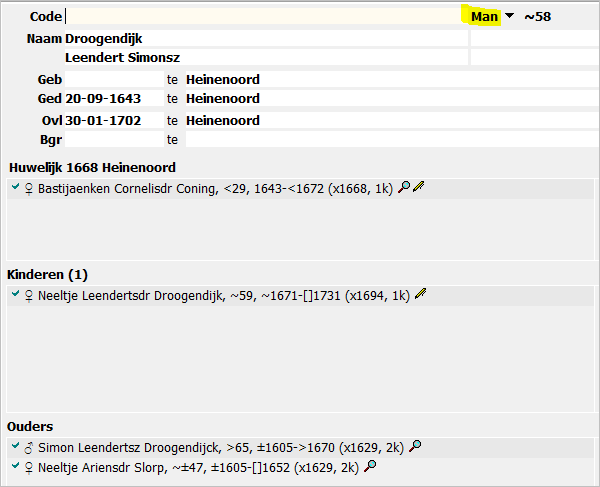 Code Man ~58
Naam Droogendijk
Leendert Simonsz
Geb te Heinenoord
Ged 20-09-1643 te Heinenoord
Ovl 30-01-1702 te Heinenoord
Bgr te
Huwelijk 1668 Heinenoord
♀ Bastijaenken Cornelisdr Coning, <29, 1643-<1672 (x1668, 1k)
Kinderen (1)
♀ Neeltje Leendertsdr Droogendijk, ~59, ~1671-[]1731 (x1694, 1k)
Ouders
♂ Simon Leendertsz Droogendijck, >65, ±1605->1670 (x1629, 2k)
♀ Neeltje Ariensdr Slorp, ~±47, ±1605-[]1652 (x1629, 2k)